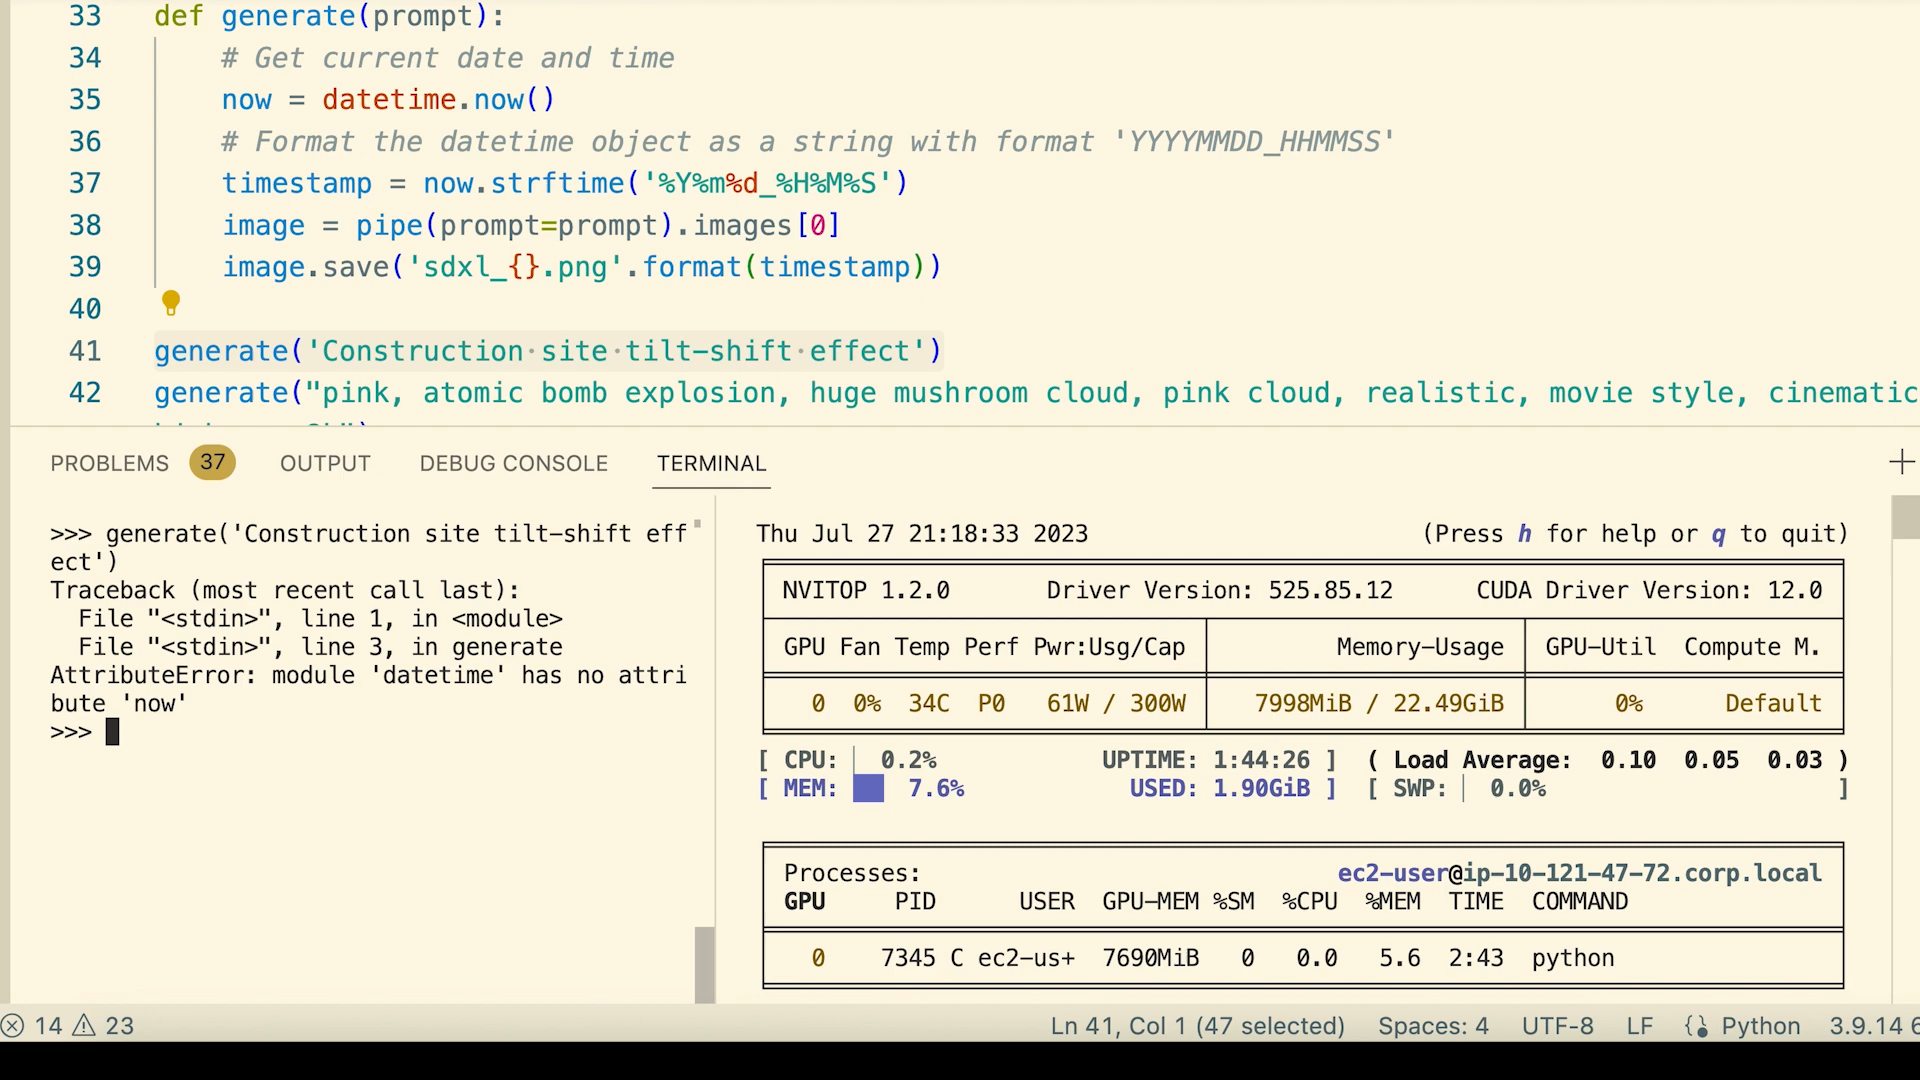 33 def generate(prompt):
34 # Get current date and time
35 now = datetime.now()
36 # Format the datetime object as a string with format 'YYYYMMDD_HHMMSS'
37 timestamp = now.strftime('%Y%m%d_%H%M%S')
38 image = pipe(prompt=prompt).images[0]
39 image.save('sdxl_{}.png'.format(timestamp))
40
41 generate('Construction·site·tilt-shift·effect')
42 generate("pink, atomic bomb explosion, huge mushroom cloud, pink cloud, realistic, movie style, cinematic
PROBLEMS 37 OUTPUT DEBUG CONSOLE TERMINAL
>>> generate('Construction site tilt-shift eff
ect')
Traceback (most recent call last):
File "<stdin>", line 1, in <module>
File "<stdin>", line 3, in generate
AttributeError: module 'datetime' has no attri
bute 'now'
>>>
Thu Jul 27 21:18:33 2023 (Press h for help or q to quit)
NVITOP 1.2.0 Driver Version: 525.85.12 CUDA Driver Version: 12.0
GPU Fan Temp Perf Pwr:Usg/Cap Memory-Usage GPU-Util Compute M.
0 0% 34C P0 61W / 300W 7998MiB / 22.49GiB 0% Default
[ CPU: 0.2% UPTIME: 1:44:26 ] ( Load Average: 0.10 0.05 0.03 )
[ MEM: 7.6% USED: 1.90GiB ] [ SWP: 0.0% ]
Processes: ec2-user@ip-10-121-47-72.corp.local
GPU PID USER GPU-MEM %SM %CPU %MEM TIME COMMAND
0 7345 C ec2-us+ 7690MiB 0 0.0 5.6 2:43 python
14 23 Ln 41, Col 1 (47 selected) Spaces: 4 UTF-8 LF Python 3.9.14